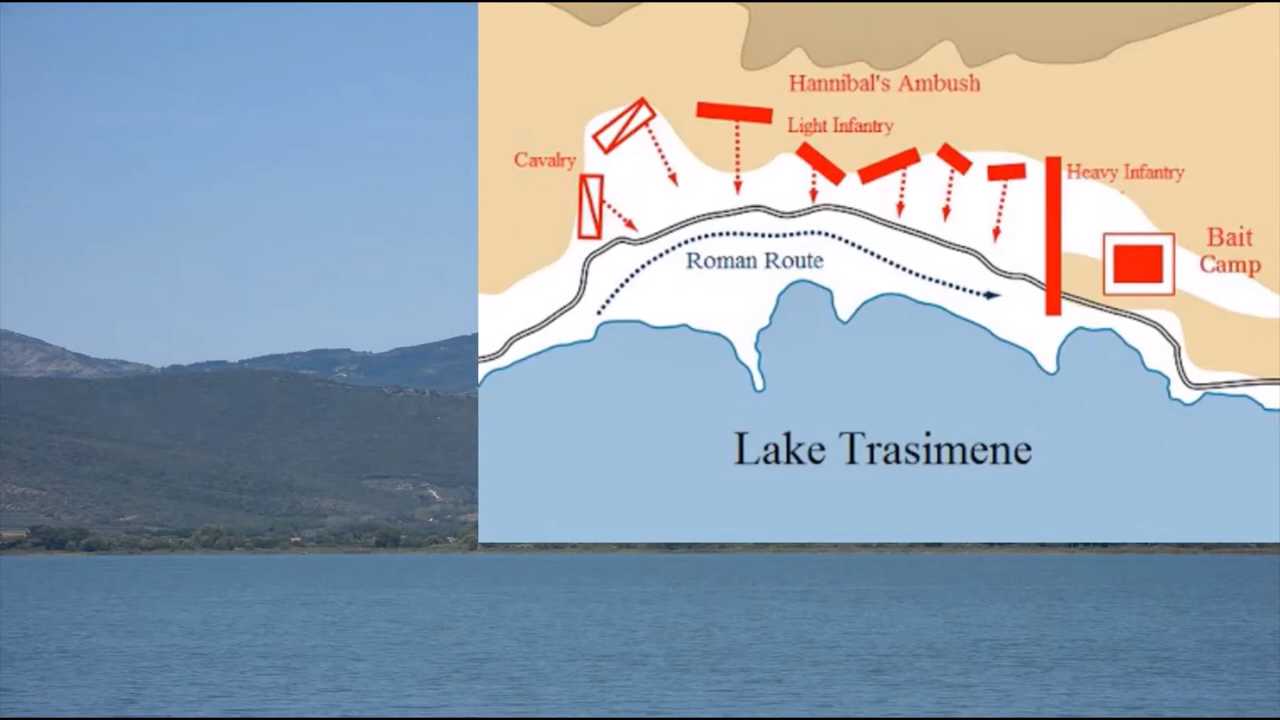 Hannibal's Ambush
Light Infantry
Cavalry
Heavy Infantry
Bait
Camp
Roman Route
Lake Trasimene